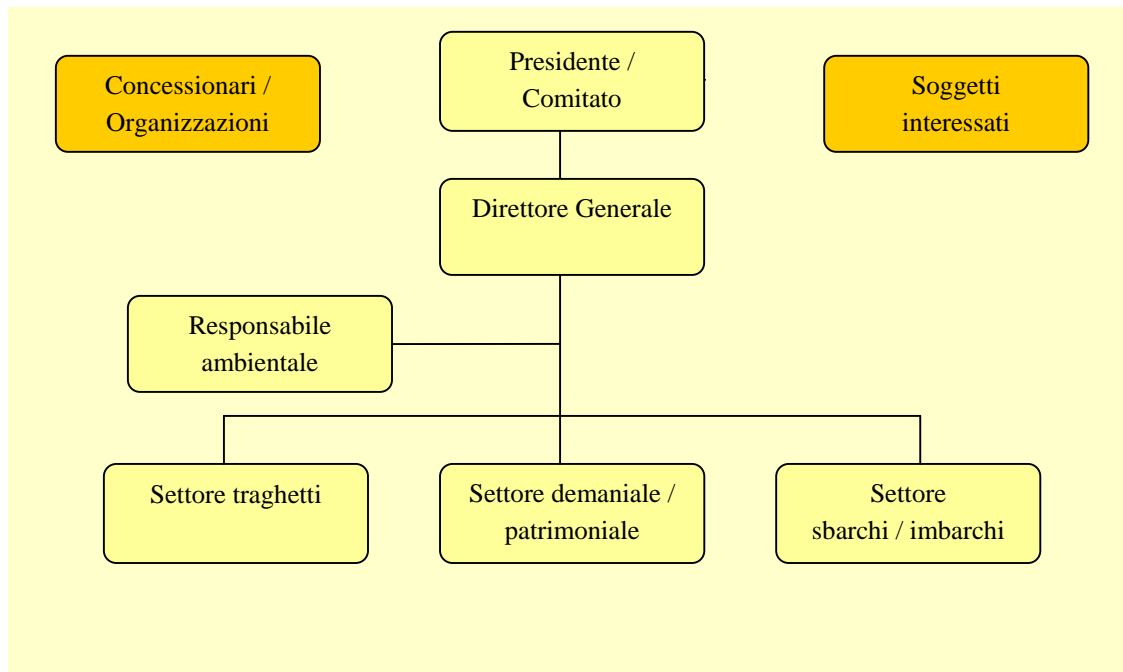 Concessionari /
Organizzazioni
Presidente /
Comitato
Soggetti
interessati
Direttore Generale
Responsabile
ambientale
Settore traghetti
Settore demaniale /
patrimoniale
Settore
sbarchi / imbarchi